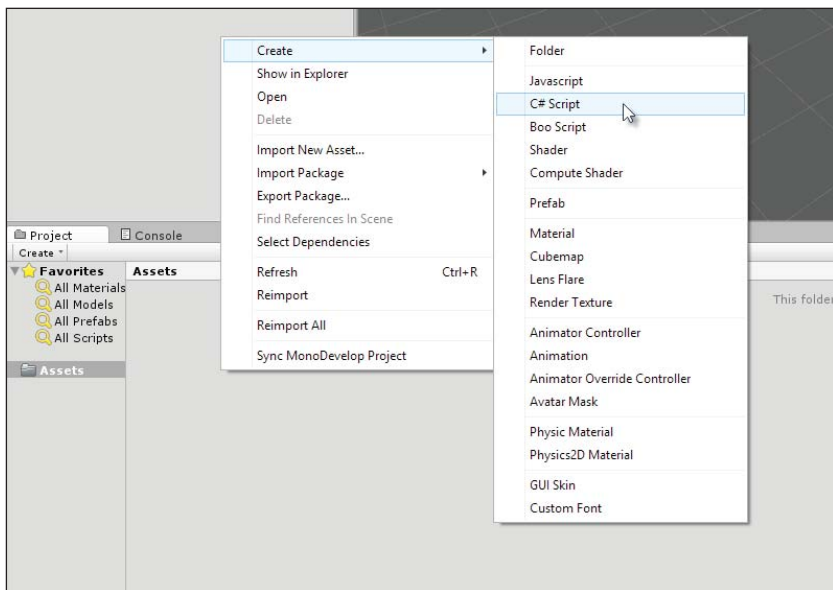 Create
Show in Explorer
Open
Delete
Import New Asset...
Import Package
Export Package...
Find References In Scene
Select Dependencies
Refresh Ctrl+R
Reimport
Reimport All
Sync MonoDevelop Project
Folder
Javascript
C# Script
Boo Script
Shader
Compute Shader
Prefab
Material
Cubemap
Lens Flare
Render Texture
Animator Controller
Animation
Animator Override Controller
Avatar Mask
Physic Material
Physics2D Material
GUI Skin
Custom Font
Project Console
Create
Favorites
All Materials
All Models
All Prefabs
All Scripts
Assets
Assets
This folder